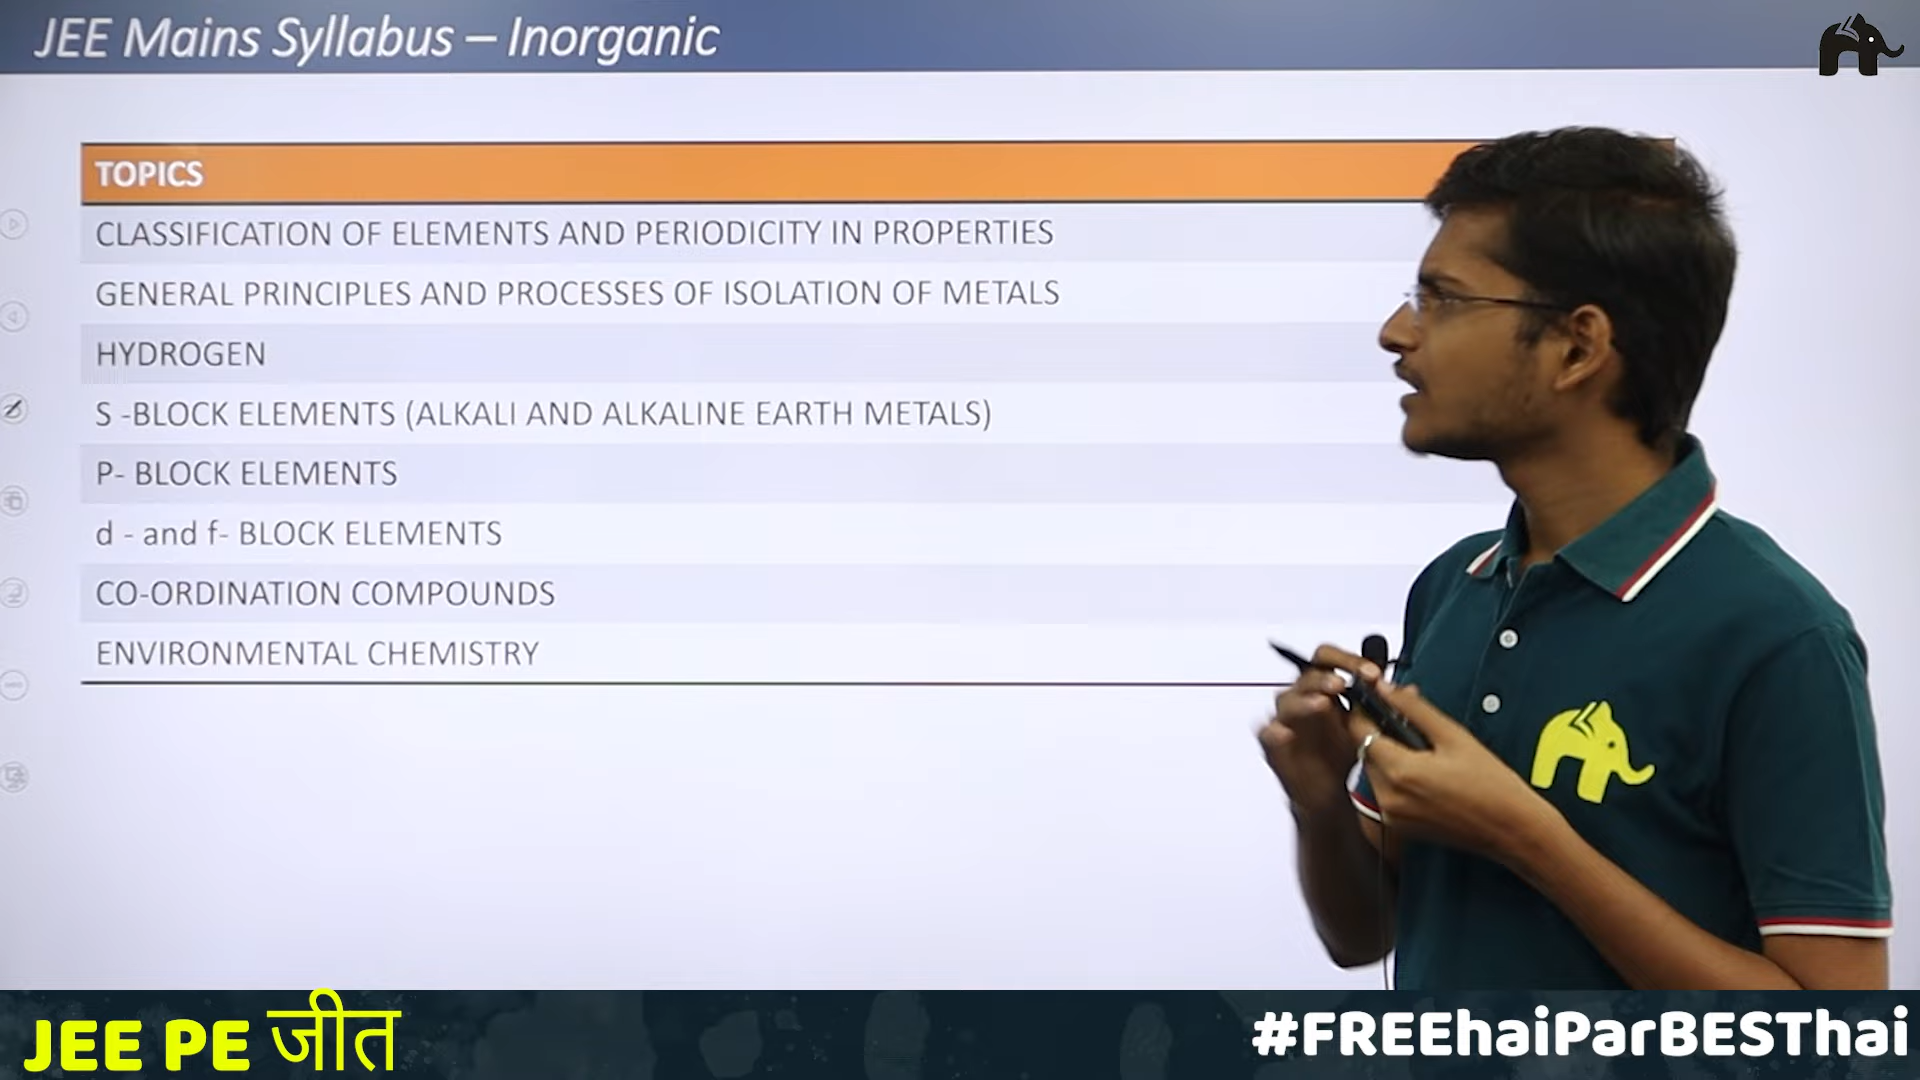 JEE Mains Syllabus – Inorganic
TOPICS
CLASSIFICATION OF ELEMENTS AND PERIODICITY IN PROPERTIES
GENERAL PRINCIPLES AND PROCESSES OF ISOLATION OF METALS
HYDROGEN
S -BLOCK ELEMENTS (ALKALI AND ALKALINE EARTH METALS)
P- BLOCK ELEMENTS
d - and f- BLOCK ELEMENTS
CO-ORDINATION COMPOUNDS
ENVIRONMENTAL CHEMISTRY
JEE PE जीत
#FREEhaiParBESThai